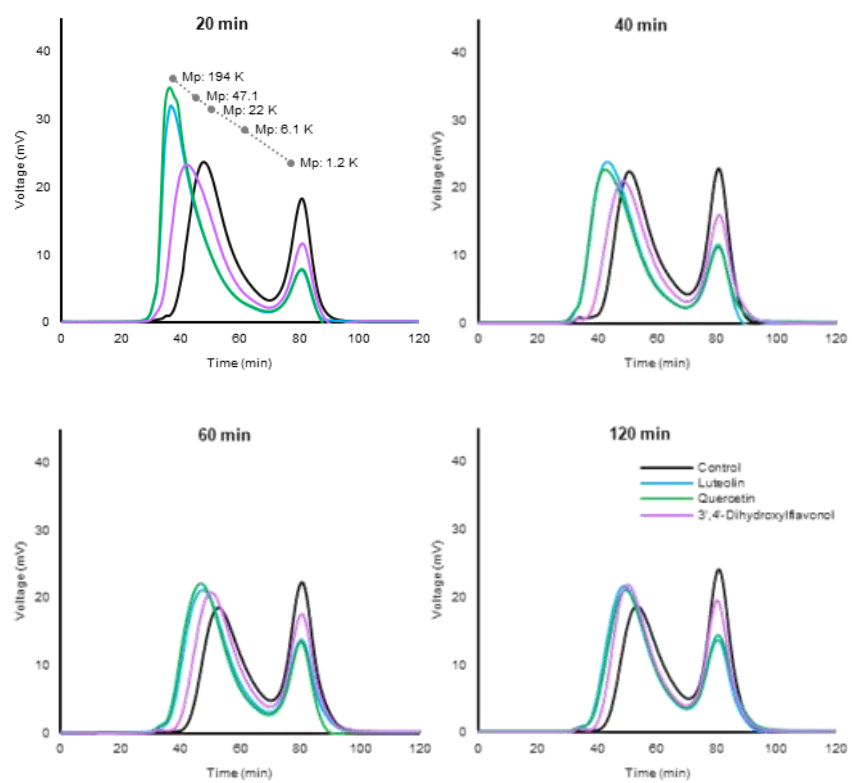 20 min
40
30
20
10
0
Voltage (mV)
Mp: 194 K
Mp: 47.1
Mp: 22 K
Mp: 6.1 K
Mp: 1.2 K
0 20 40 60 80 100 120
Time (min)
40 min
40
30
20
10
0
Voltage (mV)
0 20 40 60 80 100 120
Time (min)
60 min
40
30
20
10
0
Voltage (mV)
0 20 40 60 80 100 120
Time (min)
120 min
40
30
20
10
0
Voltage (mV)
Control
Luteolin
Quercetin
3',4'-Dihydroxylflavonol
0 20 40 60 80 100 120
Time (min)